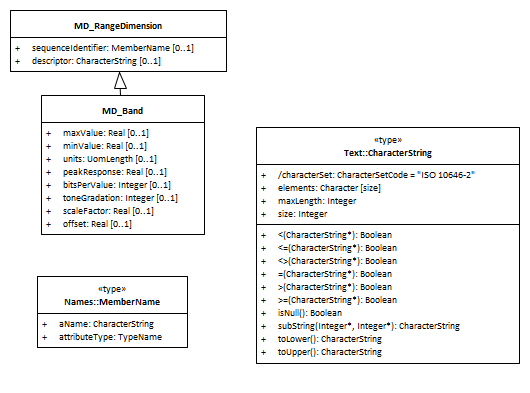 MD_RangeDimension
+ sequenceIdentifier: MemberName [0..1]
+ descriptor: CharacterString [0..1]
MD_Band
+ maxValue: Real [0..1]
+ minValue: Real [0..1]
+ units: UomLength [0..1]
+ peakResponse: Real [0..1]
+ bitsPerValue: Integer [0..1]
+ toneGradation: Integer [0..1]
+ scaleFactor: Real [0..1]
+ offset: Real [0..1]
«type»
Names::MemberName
+ aName: CharacterString
+ attributeType: TypeName
«type»
Text::CharacterString
+ /characterSet: CharacterSetCode = "ISO 10646-2"
+ elements: Character [size]
+ maxLength: Integer
+ size: Integer
+ <(CharacterString*): Boolean
+ <=(CharacterString*): Boolean
+ <>(CharacterString*): Boolean
+ =(CharacterString*): Boolean
+ >(CharacterString*): Boolean
+ >=(CharacterString*): Boolean
+ isNull(): Boolean
+ subString(Integer*, Integer*): CharacterString
+ toLower(): CharacterString
+ toUpper(): CharacterString